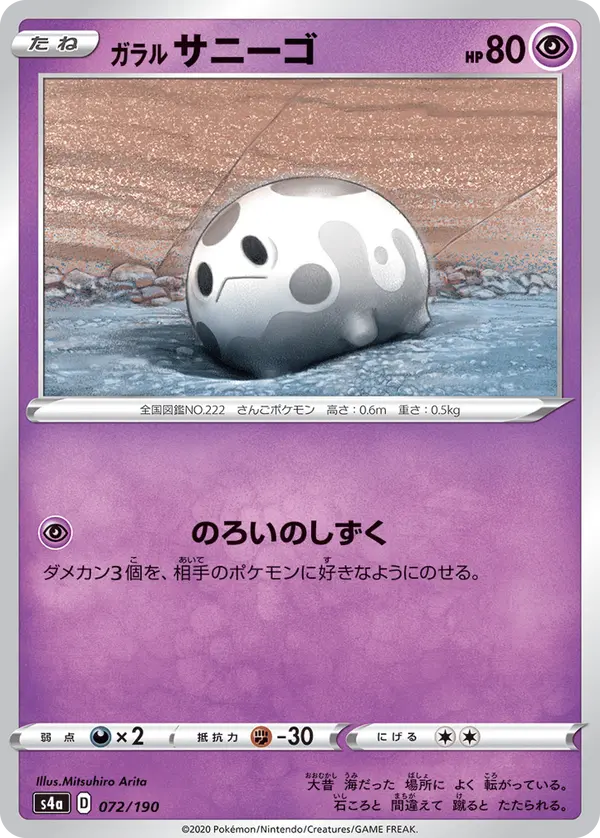 たね ガラル サニーゴ HP 80
全国図鑑NO.222 さんごポケモン 高さ：0.6m 重さ：0.5kg
のろいのしずく
ダメカン3個を、相手のポケモンに好きなようにのせる。
弱点 ×2 抵抗力 -30 にげる
Illus.Mitsuhiro Arita
s4a D 072/190
大昔 海だった 場所に よく 転がっている。
石ころと 間違えて 蹴ると たたられる。
©2020 Pokémon/Nintendo/Creatures/GAME FREAK.